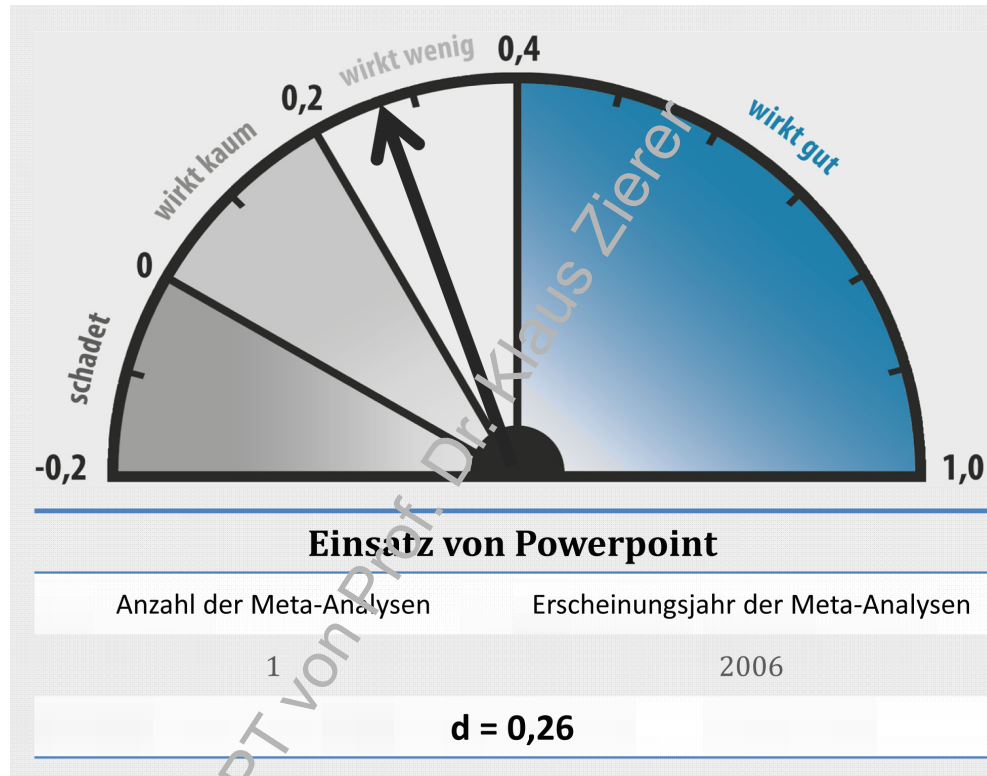 wirkt wenig
0,4
0,2
wirkt kaum
wirkt gut
0
schadet
-0,2
1,0
Einsatz von Powerpoint
Anzahl der Meta-Analysen Erscheinungsjahr der Meta-Analysen
1 2006
d = 0,26
PT von Prof. Dr. Klaus Zierer